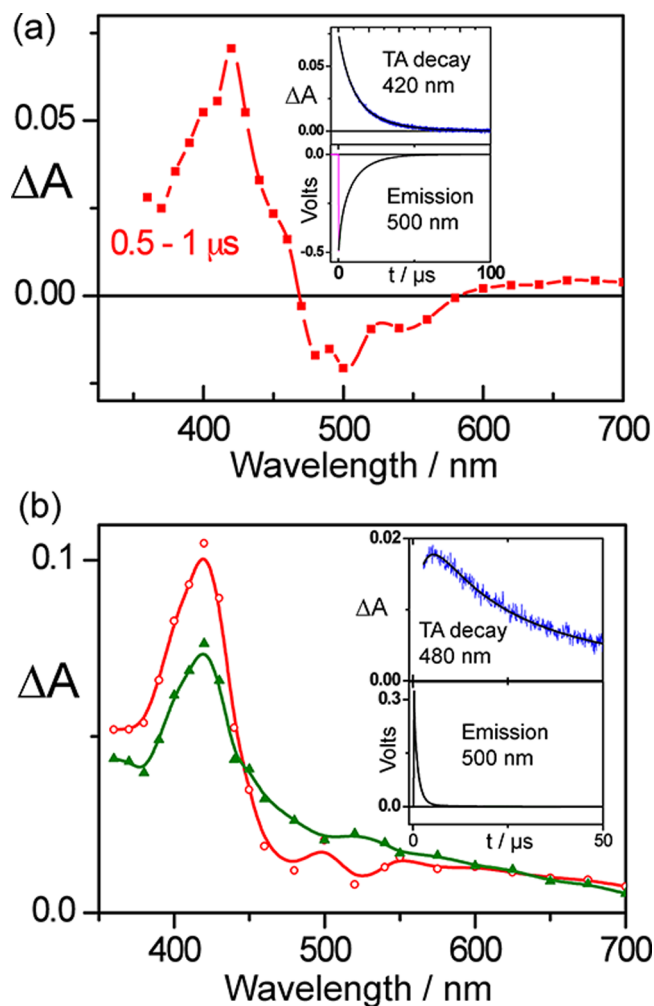 (a)
0.05
ΔA
0.00
0.5 - 1 μs
0.05
ΔA
0.00
TA decay
420 nm
0.0
Volts
-0.5
Emission
500 nm
0
100
t / μs
400
500
600
700
Wavelength / nm
(b)
0.1
ΔA
0.0
0.02
ΔA
0.00
TA decay
480 nm
0.3
Volts
0.0
Emission
500 nm
0
50
t / μs
400
500
600
700
Wavelength / nm